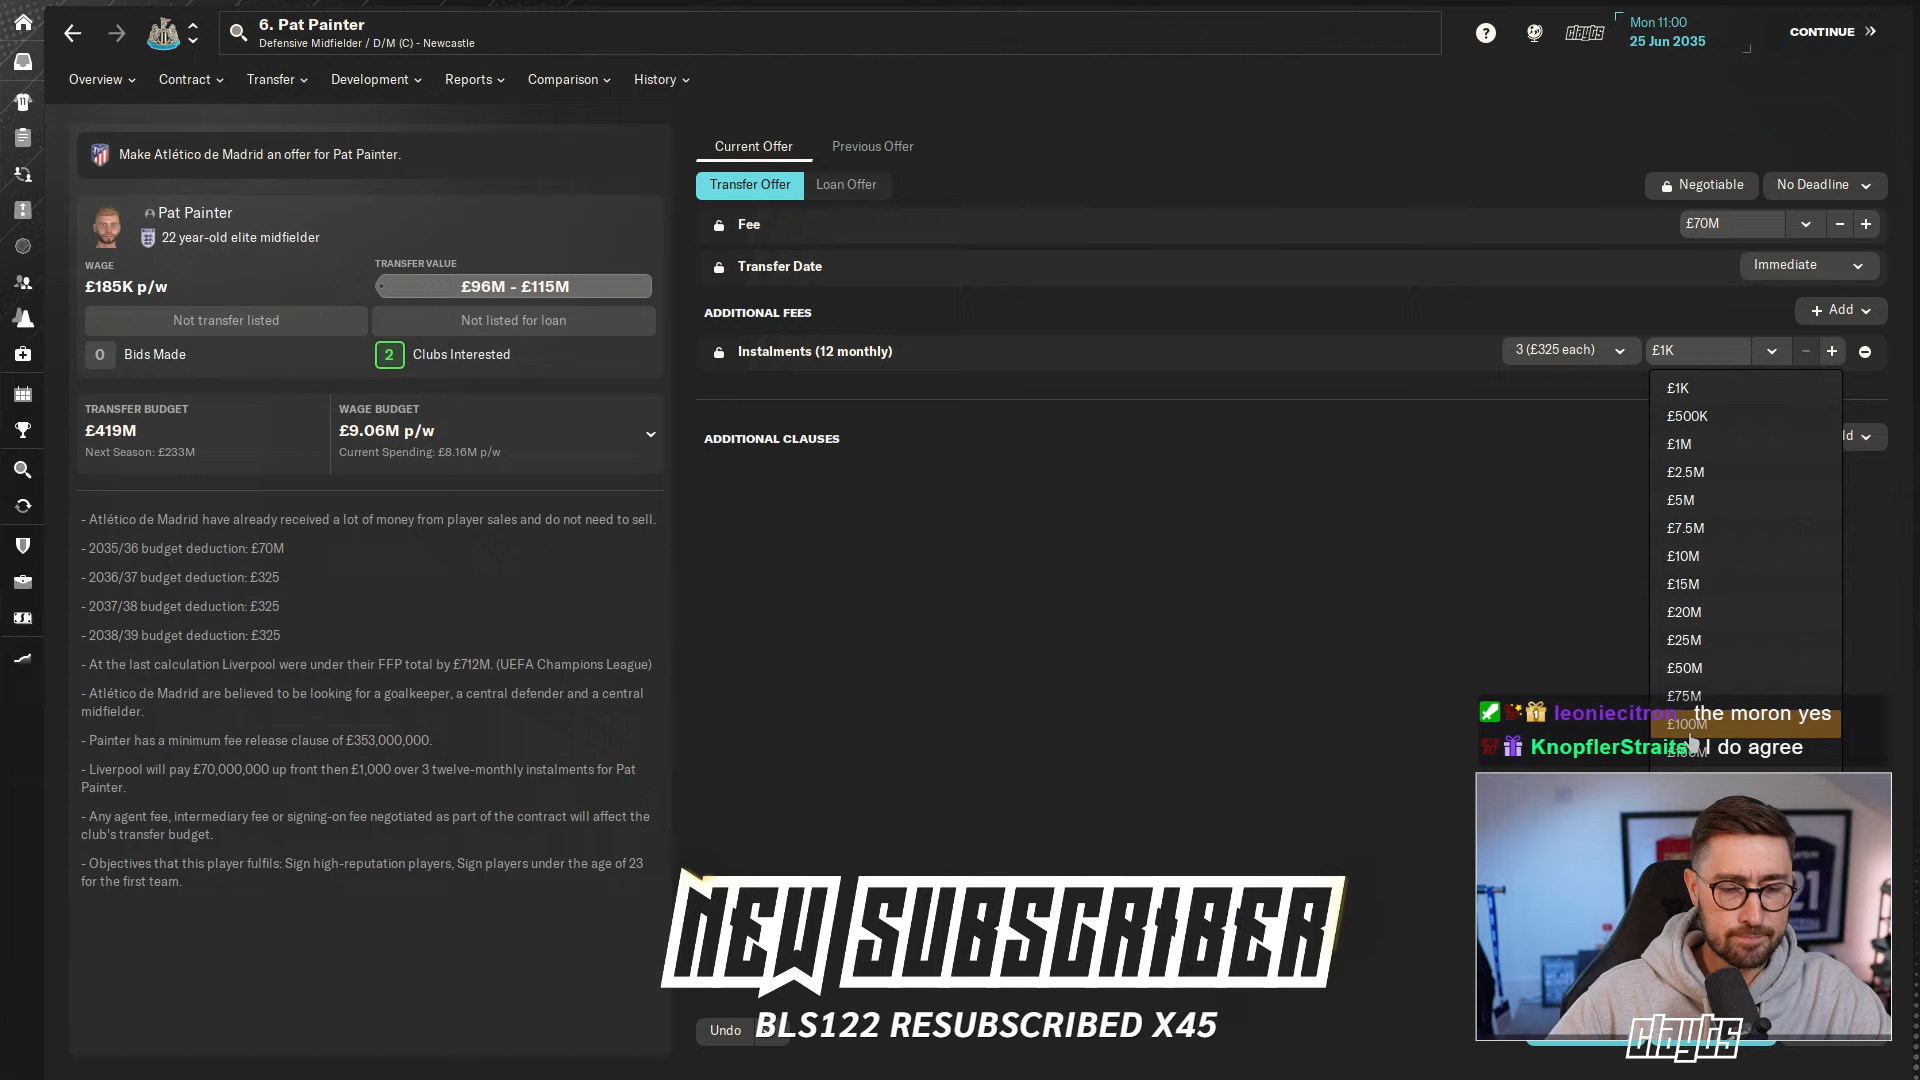 6. Pat Painter
Defensive Midfielder / D/M (C) - Newcastle
clayts
Mon 11:00
25 Jun 2035
CONTINUE
Overview
Contract
Transfer
Development
Reports
Comparison
History
Make Atlético de Madrid an offer for Pat Painter.
Pat Painter
22 year-old elite midfielder
WAGE
TRANSFER VALUE
£185K p/w
£96M - £115M
Not transfer listed
Not listed for loan
0 Bids Made
2 Clubs Interested
TRANSFER BUDGET
WAGE BUDGET
£419M
£9.06M p/w
Next Season: £233M
Current Spending: £8.16M p/w
- Atlético de Madrid have already received a lot of money from player sales and do not need to sell.
- 2035/36 budget deduction: £70M
- 2036/37 budget deduction: £325
- 2037/38 budget deduction: £325
- 2038/39 budget deduction: £325
- At the last calculation Liverpool were under their FFP total by £712M. (UEFA Champions League)
- Atlético de Madrid are believed to be looking for a goalkeeper, a central defender and a central
midfielder.
- Painter has a minimum fee release clause of £353,000,000.
- Liverpool will pay £70,000,000 up front then £1,000 over 3 twelve-monthly instalments for Pat
Painter.
- Any agent fee, intermediary fee or signing-on fee negotiated as part of the contract will affect the
club's transfer budget.
- Objectives that this player fulfils: Sign high-reputation players, Sign players under the age of 23
for the first team.
Current Offer
Previous Offer
Transfer Offer
Loan Offer
Negotiable
No Deadline
Fee
£70M
Transfer Date
Immediate
ADDITIONAL FEES
Add
Instalments (12 monthly)
3 (£325 each)
£1K
ADDITIONAL CLAUSES
£1K
£500K
£1M
£2.5M
£5M
£7.5M
£10M
£15M
£20M
£25M
£50M
£75M
£100M
leoniecitron the moron yes
KnopflerStraits I do agree
NEW SUBSCRIBER
BLS122 RESUBSCRIBED X45
Undo
21
clayts